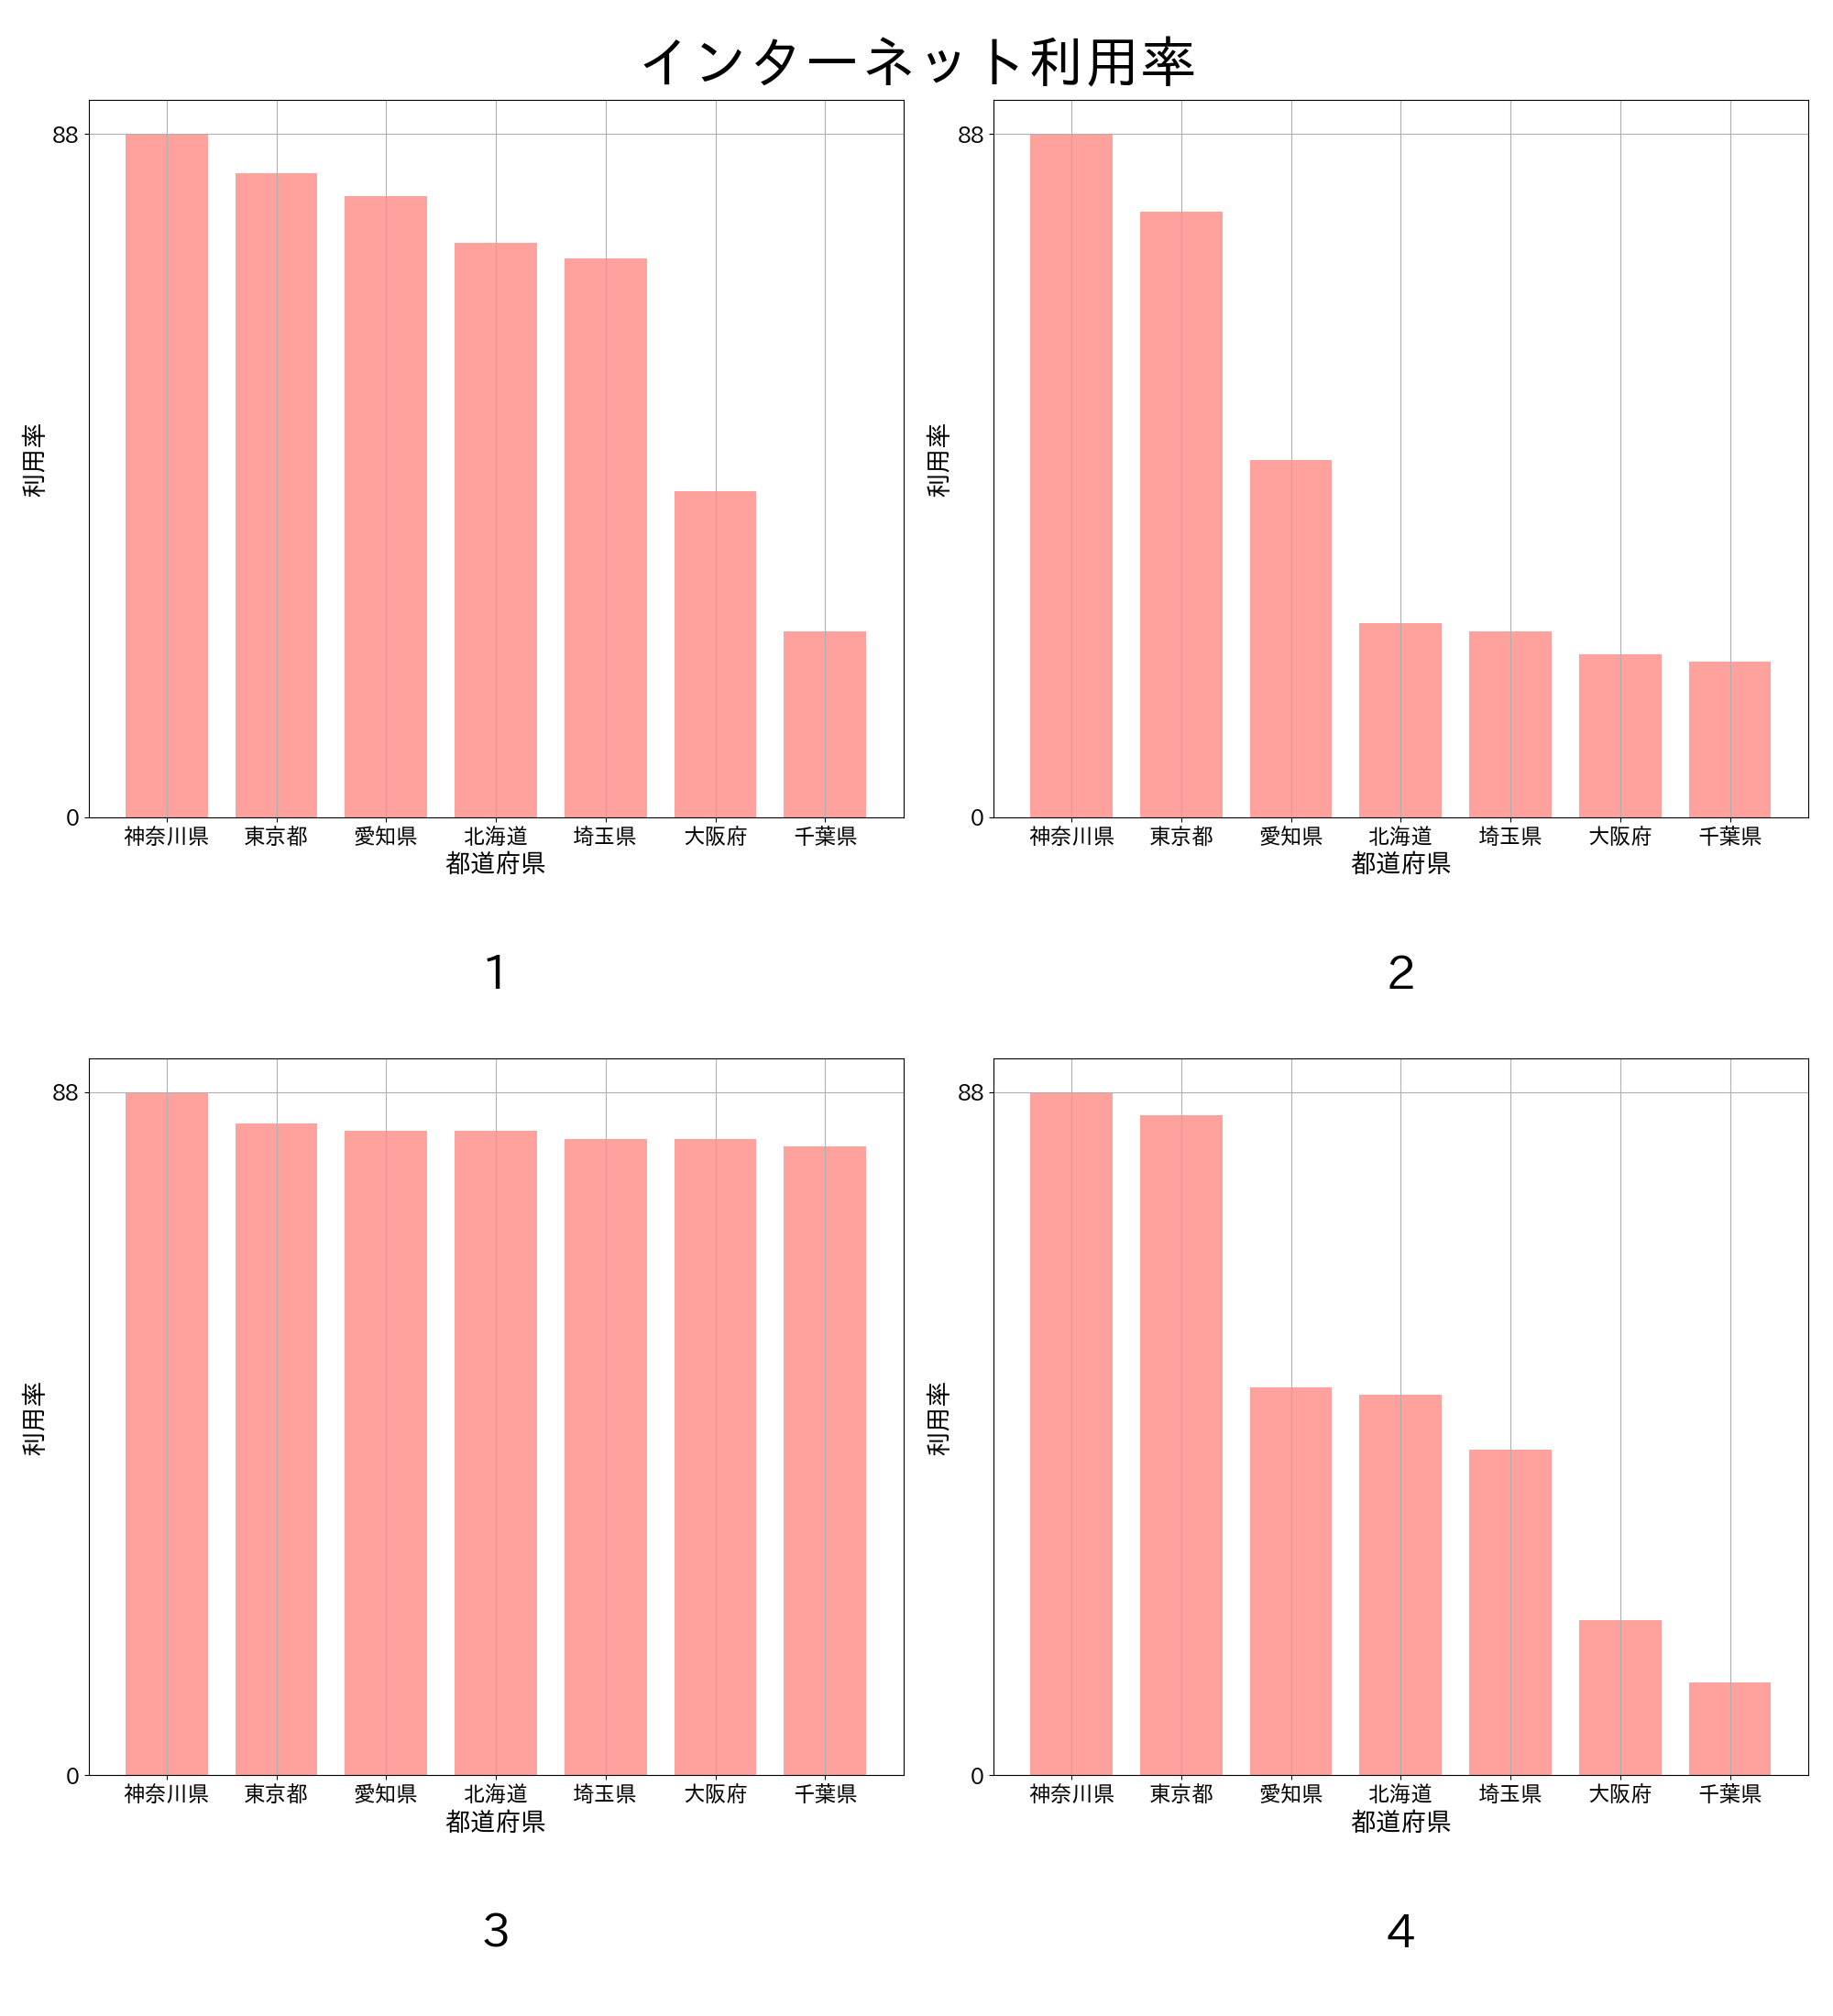 インターネット利用率
88
利用率
0
神奈川県 東京都 愛知県 北海道 埼玉県 大阪府 千葉県
都道府県
1
88
利用率
0
神奈川県 東京都 愛知県 北海道 埼玉県 大阪府 千葉県
都道府県
2
88
利用率
0
神奈川県 東京都 愛知県 北海道 埼玉県 大阪府 千葉県
都道府県
3
88
利用率
0
神奈川県 東京都 愛知県 北海道 埼玉県 大阪府 千葉県
都道府県
4